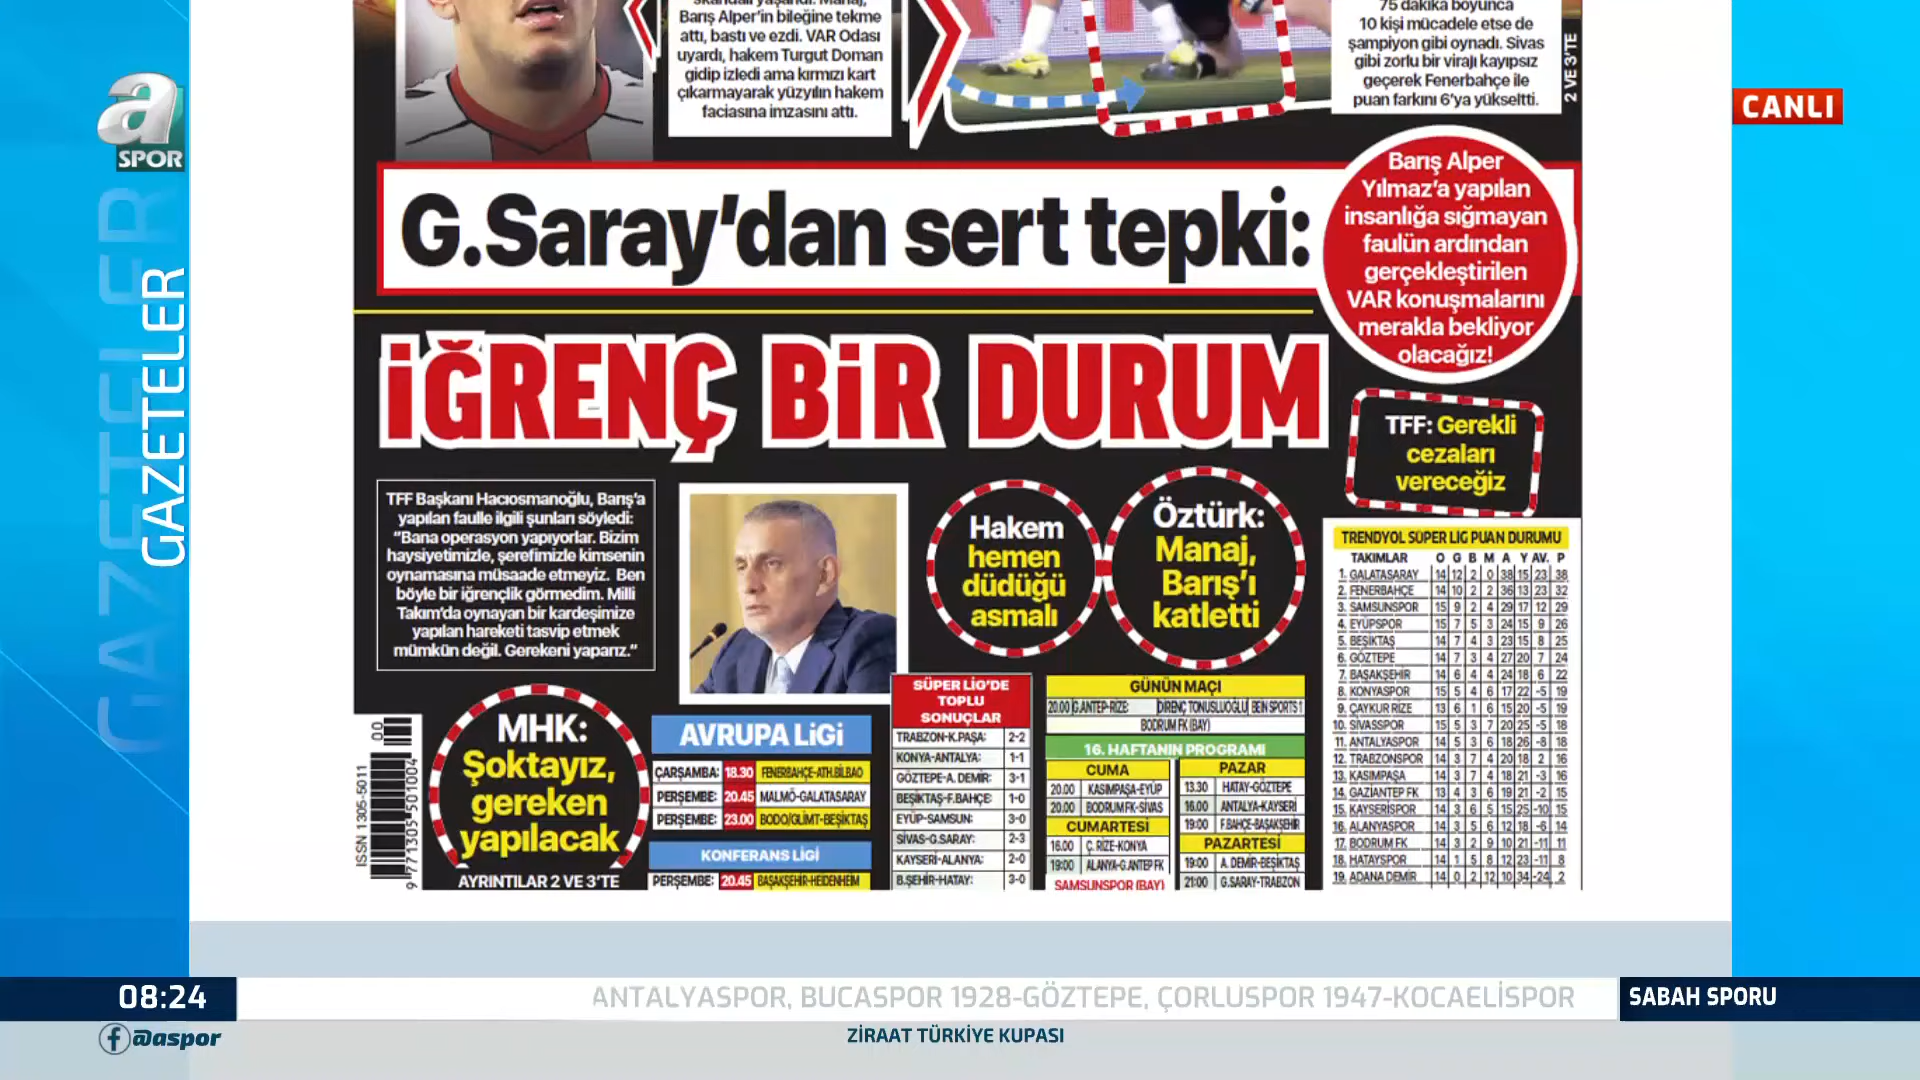 a
SPOR
GAZETELER
GAZETELER
CANLI
skandalı yaşandı. Manaj,
Barış Alper'in bileğine tekme
attı, bastı ve ezdi. VAR Odası
uyardı, hakem Turgut Doman
gidip izledi ama kırmızı kart
çıkarmayarak yüzyılın hakem
faciasına imzasını attı.
75 dakika boyunca
10 kişi mücadele etse de
şampiyon gibi oynadı. Sivas
gibi zorlu bir virajı kayıpsız
geçerek Fenerbahçe ile
puan farkını 6'ya yükseltti.
2 VE 3'TE
G.Saray'dan sert tepki:
Barış Alper
Yılmaz'a yapılan
insanlığa sığmayan
faulün ardından
gerçekleştirilen
VAR konuşmalarını
merakla bekliyor
olacağız!
İĞRENÇ BİR DURUM
TFF: Gerekli
cezaları
vereceğiz
TFF Başkanı Hacıosmanoğlu, Barış'a
yapılan faulle ilgili şunları söyledi:
"Bana operasyon yapıyorlar. Bizim
haysiyetimizle, şerefimizle kimsenin
oynamasına müsaade etmeyiz. Ben
böyle bir iğrençlik görmedim. Milli
Takım'da oynayan bir kardeşimize
yapılan hareketi tasvip etmek
mümkün değil. Gerekeni yaparız."
Hakem
hemen
düdüğü
asmalı
Öztürk:
Manaj,
Barış'ı
katletti
MHK:
Şoktayız,
gereken
yapılacak
AYRINTILAR 2 VE 3'TE
ISSN 1305-5011
00
9 771305 501004
AVRUPA LİGİ
ÇARŞAMBA: 18.30 FENERBAHÇE-ATH.BİLBAO
PERŞEMBE: 20.45 MALMÖ-GALATASARAY
PERŞEMBE: 23.00 BODO/GLİMT-BEŞİKTAŞ
KONFERANS LİGİ
PERŞEMBE: 20.45 BAŞAKŞEHİR-HEIDENHEİM
SÜPER LİG'DE
TOPLU
SONUÇLAR
TRABZON-K.PAŞA: 2-2
KONYA-ANTALYA: 1-1
GÖZTEPE-A. DEMİR: 3-1
BEŞİKTAŞ-F.BAHÇE: 1-0
EYÜP-SAMSUN: 3-0
SİVAS-G.SARAY: 2-3
KAYSERİ-ALANYA: 2-0
B.ŞEHİR-HATAY: 3-0
GÜNÜN MAÇI
20.00 G.ANTEP-RİZE: DİRENÇ TONUSLUOĞLU BEIN SPORTS 1
BODRUM FK (BAY)
16. HAFTANIN PROGRAMI
CUMA
20.00 KASIMPAŞA-EYÜP
20.00 BODRUM FK-SİVAS
CUMARTESİ
16.00 Ç. RİZE-KONYA
19:00 ALANYA-G.ANTEP FK
SAMSUNSPOR (BAY)
PAZAR
13.30 HATAY-GÖZTEPE
16.00 ANTALYA-KAYSERİ
19:00 F.BAHÇE-BAŞAKŞEHİR
PAZARTESİ
19:00 A. DEMİR-BEŞİKTAŞ
21:00 G.SARAY-TRABZON
TRENDYOL SÜPER LİG PUAN DURUMU
TAKIMLAR O G B M A Y AV. P
1. GALATASARAY 14 12 2 0 38 15 23 38
2. FENERBAHÇE 14 10 2 2 36 13 23 32
3. SAMSUNSPOR 15 9 2 4 29 17 12 29
4. EYÜPSPOR 15 7 5 3 24 15 9 26
5. BEŞİKTAŞ 14 7 4 3 23 15 8 25
6. GÖZTEPE 14 7 3 4 27 20 7 24
7. BAŞAKŞEHİR 14 6 4 4 24 18 6 22
8. KONYASPOR 15 5 4 6 17 22 -5 19
9. ÇAYKUR RİZE 13 6 1 6 15 20 -5 19
10. SİVASSPOR 15 5 3 7 20 25 -5 18
11. ANTALYASPOR 14 5 3 6 18 26 -8 18
12. TRABZONSPOR 14 3 7 4 20 18 2 16
13. KASIMPAŞA 14 3 7 4 18 21 -3 16
14. GAZİANTEP FK 13 4 3 6 19 21 -2 15
15. KAYSERİSPOR 14 3 6 5 15 25 -10 15
16. ALANYASPOR 14 3 5 6 12 18 -6 14
17. BODRUM FK 14 3 2 9 10 21 -11 11
18. HATAYSPOR 14 1 5 8 12 23 -11 8
19. ADANA DEMİR 14 0 2 12 10 34 -24 2
08:24
ANTALYASPOR, BUCASPOR 1928-GÖZTEPE, ÇORLUSPOR 1947-KOCAELİSPOR
SABAH SPORU
@aspor
ZİRAAT TÜRKİYE KUPASI